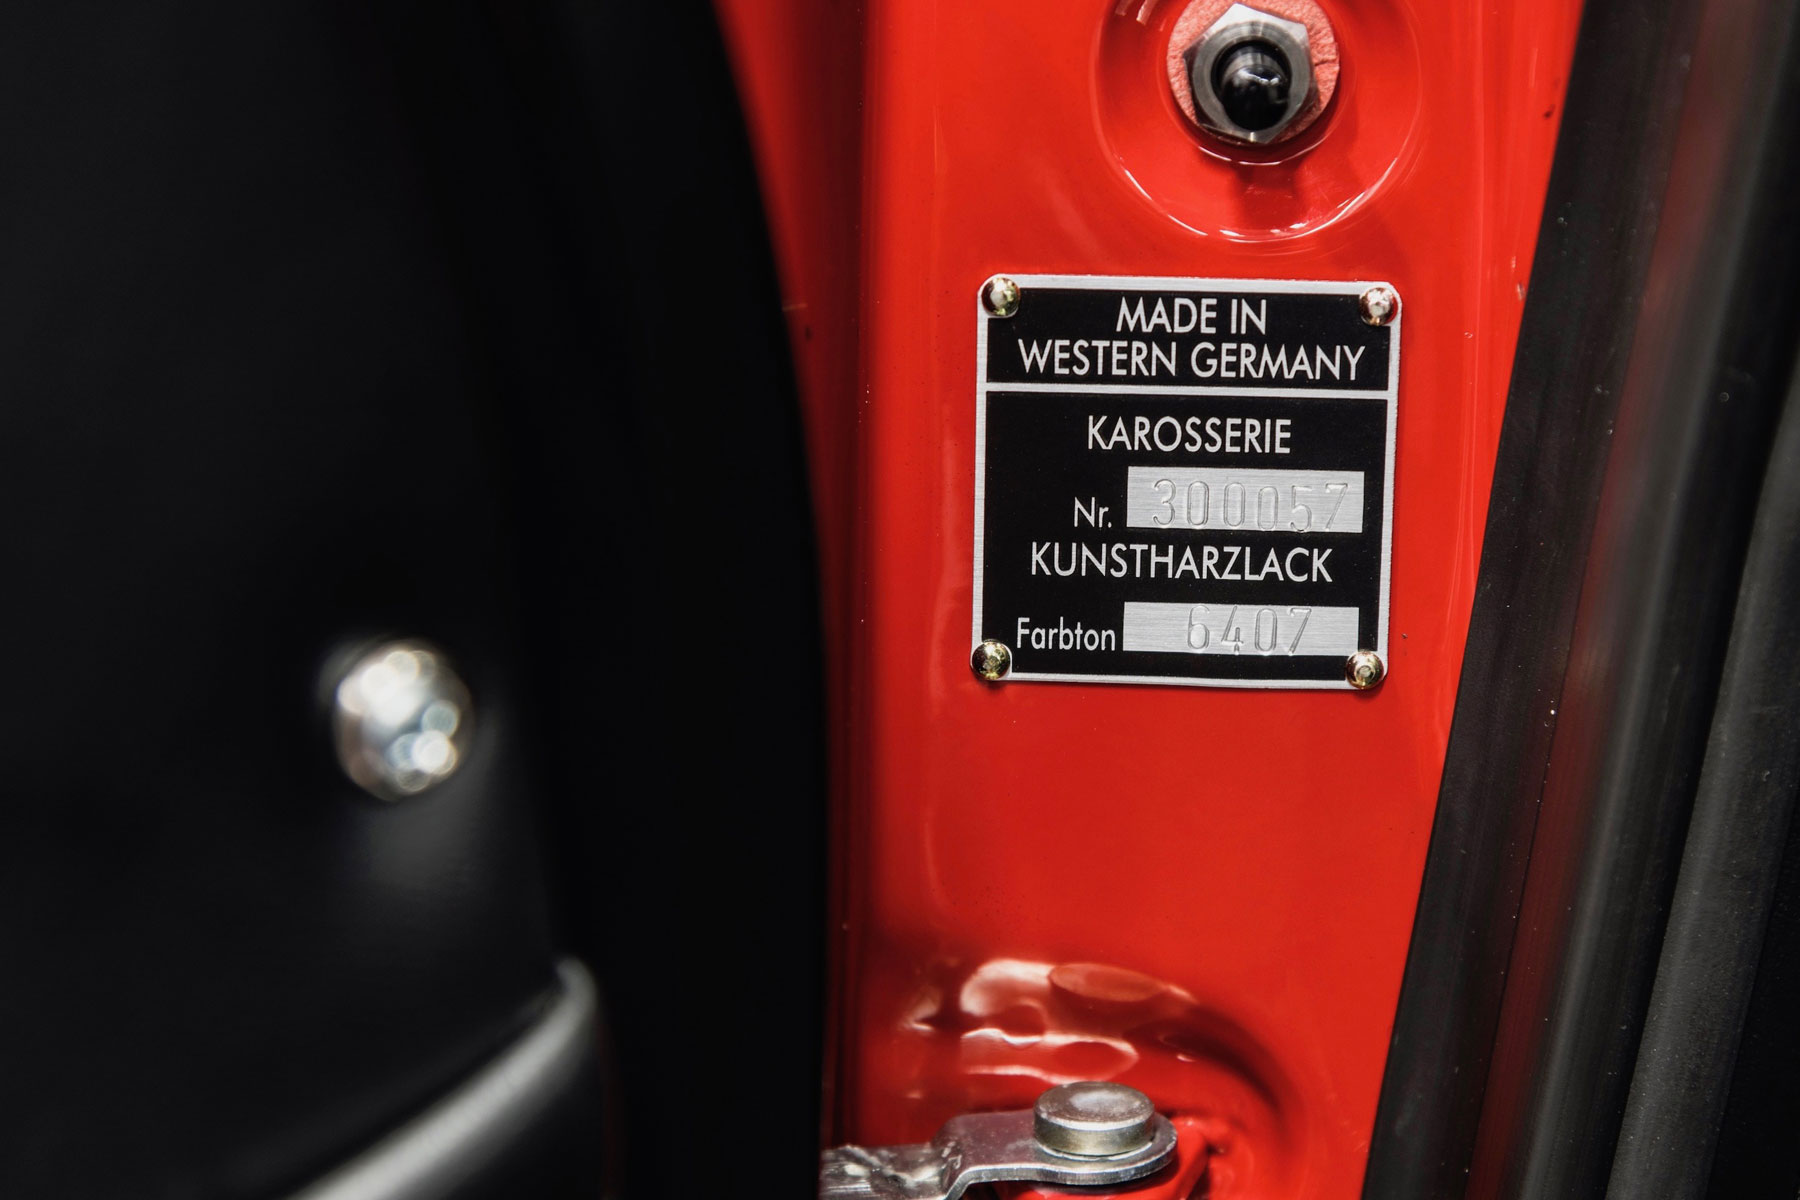 MADE IN
WESTERN GERMANY
KAROSSERIE
Nr. 300057
KUNSTHARZLACK
Farbton 6407